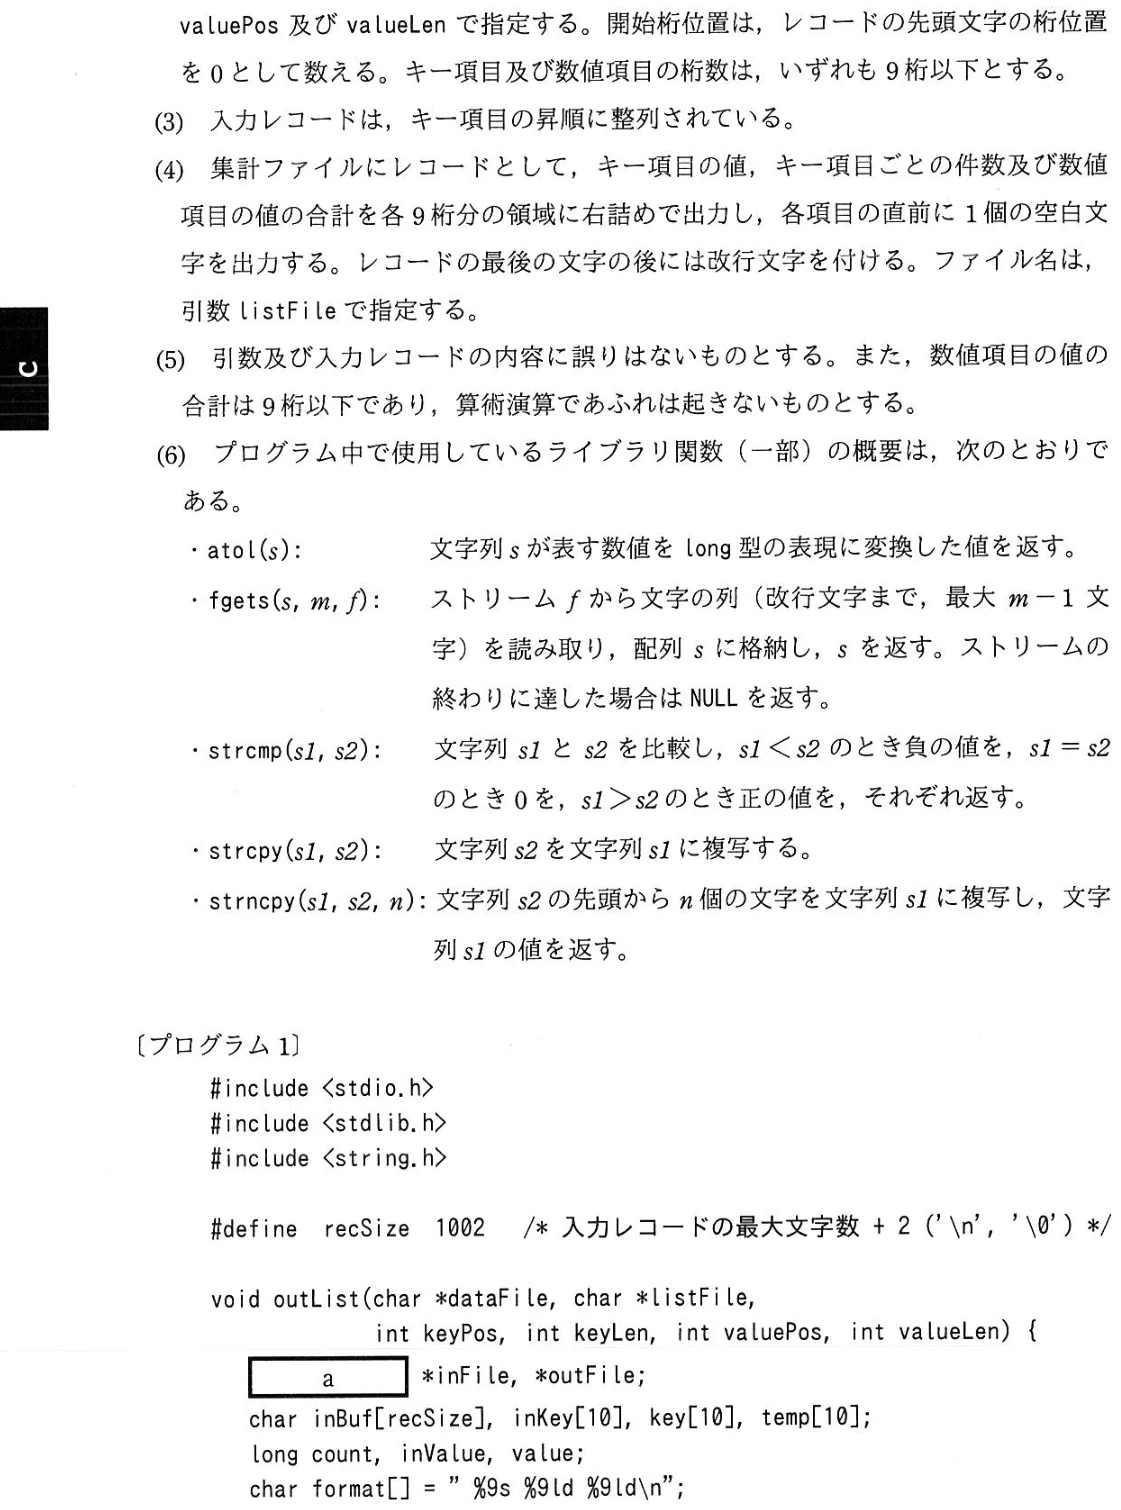 valuePos 及び valueLen で指定する。開始桁位置は，レコードの先頭文字の桁位置
を 0 として数える。キー項目及び数値項目の桁数は，いずれも 9 桁以下とする。
(3) 入力レコードは，キー項目の昇順に整列されている。
(4) 集計ファイルにレコードとして，キー項目の値，キー項目ごとの件数及び数値
項目の値の合計を各 9 桁分の領域に右詰めで出力し，各項目の直前に 1 個の空白文
字を出力する。レコードの最後の文字の後には改行文字を付ける。ファイル名は，
引数 listFile で指定する。
C
(5) 引数及び入力レコードの内容に誤りはないものとする。また，数値項目の値の
合計は 9 桁以下であり，算術演算であふれは起きないものとする。
(6) プログラム中で使用しているライブラリ関数（一部）の概要は，次のとおりで
ある。
・atol(s): 文字列 s が表す数値を long 型の表現に変換した値を返す。
・fgets(s, m, f): ストリーム f から文字の列（改行文字まで，最大 m－1 文
字）を読み取り，配列 s に格納し，s を返す。ストリームの
終わりに達した場合は NULL を返す。
・strcmp(s1, s2): 文字列 s1 と s2 を比較し，s1＜s2 のとき負の値を，s1＝s2
のとき 0 を，s1＞s2 のとき正の値を，それぞれ返す。
・strcpy(s1, s2): 文字列 s2 を文字列 s1 に複写する。
・strncpy(s1, s2, n): 文字列 s2 の先頭から n 個の文字を文字列 s1 に複写し，文字
列 s1 の値を返す。
〔プログラム 1〕
#include <stdio.h>
#include <stdlib.h>
#include <string.h>
#define recSize 1002 /* 入力レコードの最大文字数 + 2 ('\n', '\0') */
void outList(char *dataFile, char *listFile,
int keyPos, int keyLen, int valuePos, int valueLen) {
a *inFile, *outFile;
char inBuf[recSize], inKey[10], key[10], temp[10];
long count, inValue, value;
char format[] = " %9s %9ld %9ld\n";